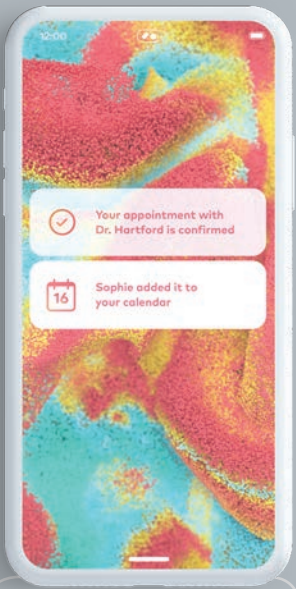 12:00
Your appointment with
Dr. Hartford is confirmed
16
Sophie added it to
your calendar